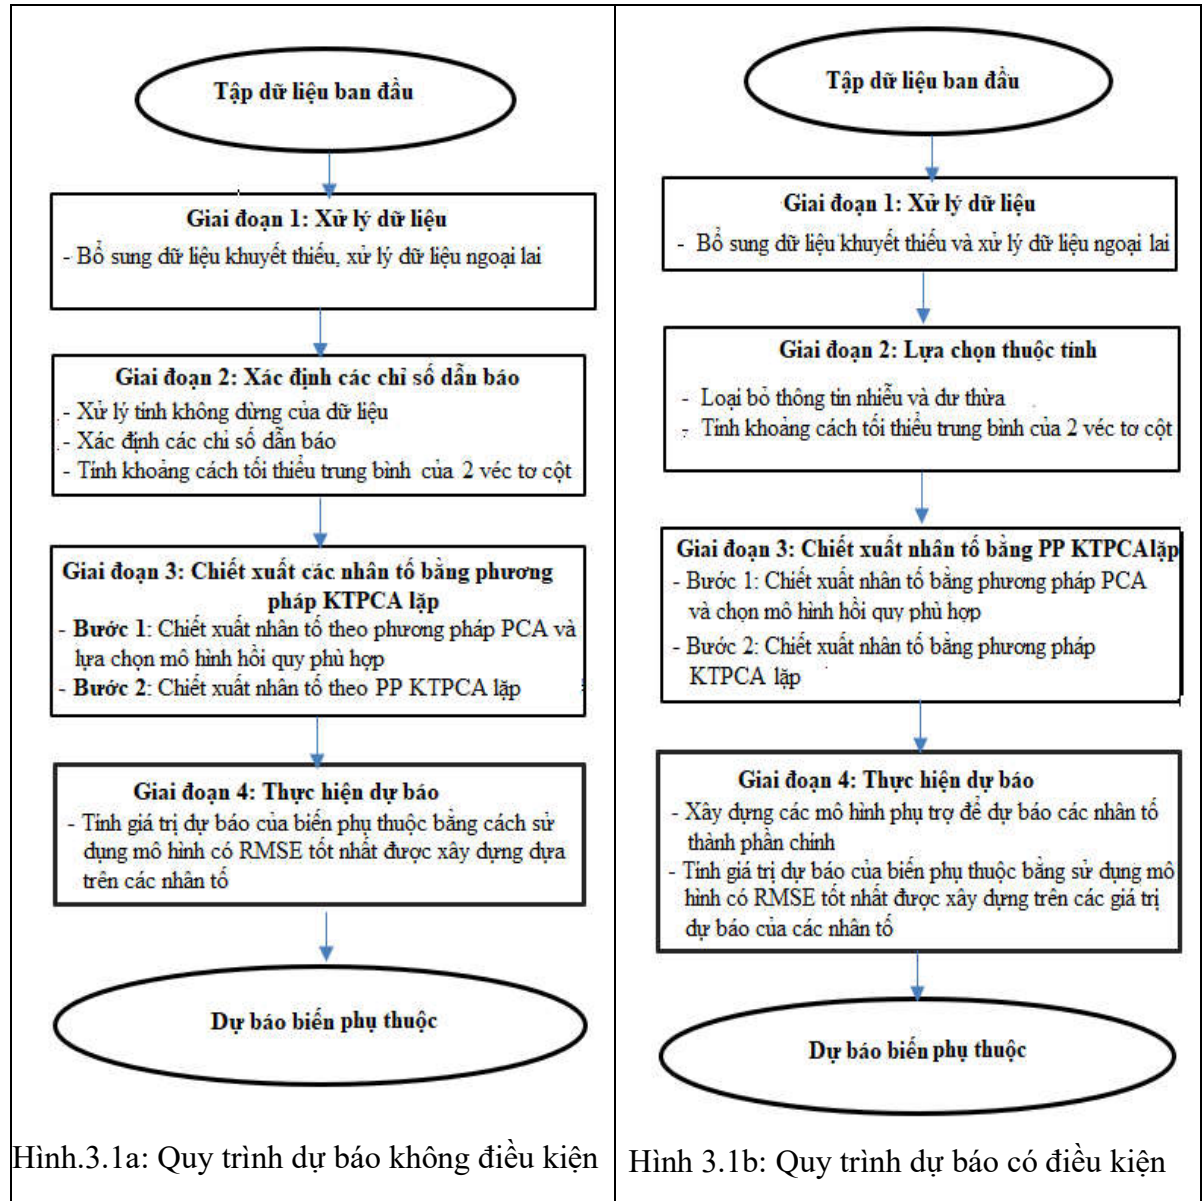 Tập dữ liệu ban đầu
Giai đoạn 1: Xử lý dữ liệu
- Bổ sung dữ liệu khuyết thiếu, xử lý dữ liệu ngoại lai
Giai đoạn 2: Xác định các chỉ số dẫn báo
- Xử lý tính không dừng của dữ liệu
- Xác định các chỉ số dẫn báo
- Tính khoảng cách tối thiểu trung bình của 2 véc tơ cột
Giai đoạn 3: Chiết xuất các nhân tố bằng phương
pháp KTPCA lặp
- Bước 1: Chiết xuất nhân tố theo phương pháp PCA và
lựa chọn mô hình hồi quy phù hợp
- Bước 2: Chiết xuất nhân tố theo PP KTPCA lặp
Giai đoạn 4: Thực hiện dự báo
- Tính giá trị dự báo của biến phụ thuộc bằng cách sử
dụng mô hình có RMSE tốt nhất được xây dựng dựa
trên các nhân tố
Dự báo biến phụ thuộc
Hình.3.1a: Quy trình dự báo không điều kiện
Tập dữ liệu ban đầu
Giai đoạn 1: Xử lý dữ liệu
- Bổ sung dữ liệu khuyết thiếu và xử lý dữ liệu ngoại lai
Giai đoạn 2: Lựa chọn thuộc tính
- Loại bỏ thông tin nhiễu và dư thừa
- Tính khoảng cách tối thiểu trung bình của 2 véc tơ cột
Giai đoạn 3: Chiết xuất nhân tố bằng PP KTPCAlặp
- Bước 1: Chiết xuất nhân tố bằng phương pháp PCA
và chọn mô hình hồi quy phù hợp
- Bước 2: Chiết xuất nhân tố bằng phương pháp
KTPCA lặp
Giai đoạn 4: Thực hiện dự báo
- Xây dựng các mô hình phụ trợ để dự báo các nhân tố
thành phần chính
- Tính giá trị dự báo của biến phụ thuộc bằng sử dụng mô
hình có RMSE tốt nhất được xây dựng trên các giá trị
dự báo của các nhân tố
Dự báo biến phụ thuộc
Hình 3.1b: Quy trình dự báo có điều kiện